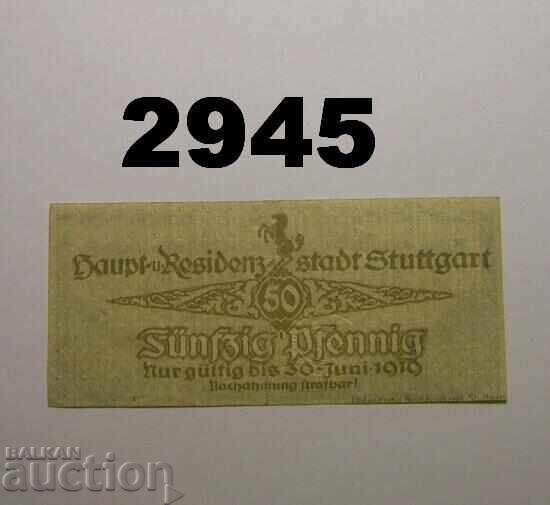 2945
Haupt- u. Residenz- stadt Stuttgart
50
Fünfzig Pfennig
Nur gültig bis 30. Juni 1919
Nachahmung strafbar!
BALKAN
auction